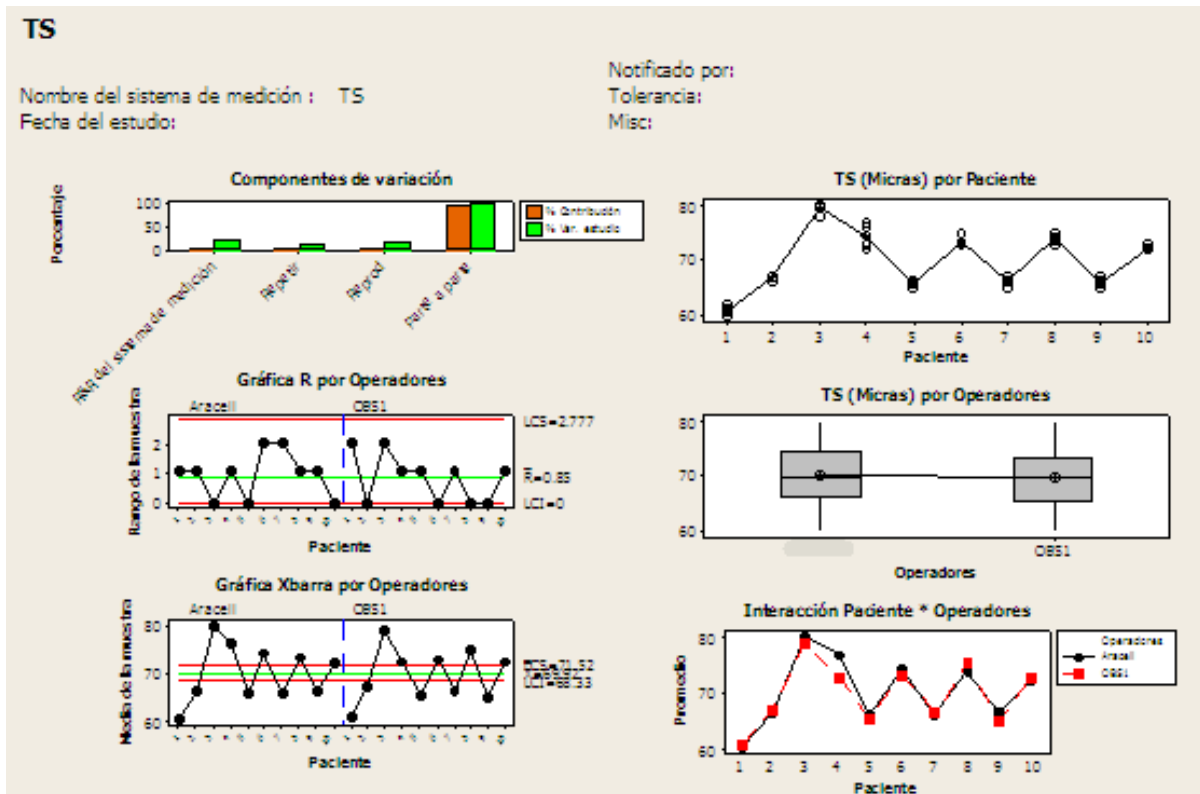 TS
Notificado por:
Nombre del sistema de medición : TS
Tolerancia:
Fecha del estudio:
Misc:
Componentes de variación
Porcentaje
100
50
0
% Contribución
% Var. estudio
R&R del sistema de medición
Repetir
Reprod
Parte a parte
TS (Micras) por Paciente
80
70
60
1 2 3 4 5 6 7 8 9 10
Paciente
Gráfica R por Operadores
Araceli OBS1
Rango de la muestra
2
1
0
LCS=2.777
R=0.85
LCI=0
Paciente
TS (Micras) por Operadores
80
70
60
OBS1
Operadores
Gráfica Xbarra por Operadores
Araceli OBS1
Media de la muestra
80
70
60
LCI=68.33
Paciente
Interacción Paciente * Operadores
Promedio
80
70
60
1 2 3 4 5 6 7 8 9 10
Paciente
Operadores
Araceli
OBS1